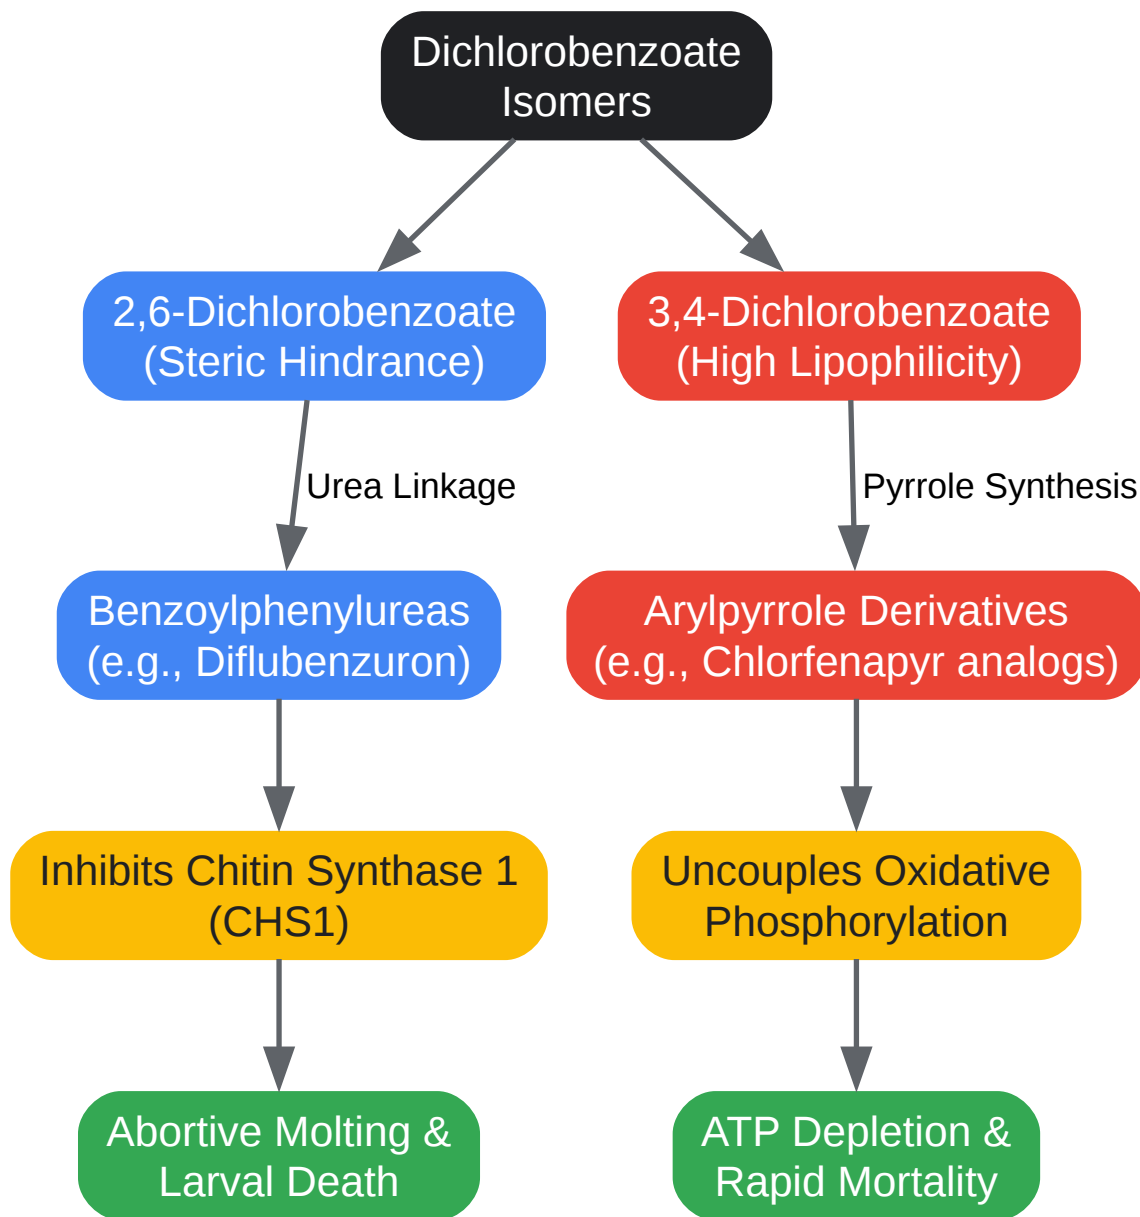 Dichlorobenzoate
Isomers
2,6-Dichlorobenzoate
(Steric Hindrance)
3,4-Dichlorobenzoate
(High Lipophilicity)
Urea Linkage
Pyrrole Synthesis
Benzoylphenylureas
(e.g., Diflubenzuron)
Arylpyrrole Derivatives
(e.g., Chlorfenapyr analogs)
Inhibits Chitin Synthase 1
(CHS1)
Uncouples Oxidative
Phosphorylation
Abortive Molting &
Larval Death
ATP Depletion &
Rapid Mortality